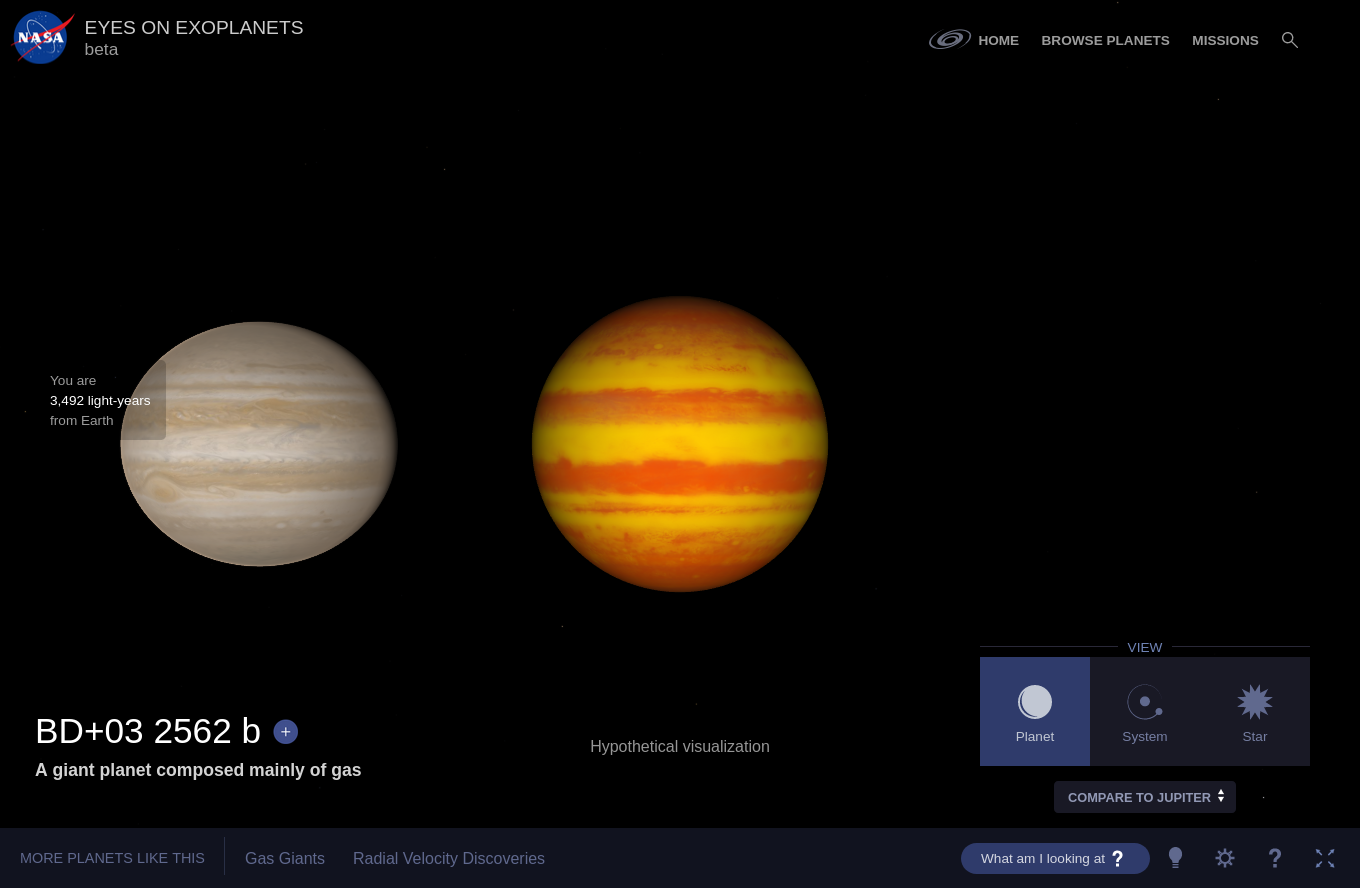 NASA
EYES ON EXOPLANETS
beta
HOME
BROWSE PLANETS
MISSIONS
You are
3,492 light-years
from Earth
BD+03 2562 b +
A giant planet composed mainly of gas
Hypothetical visualization
VIEW
Planet
System
Star
COMPARE TO JUPITER
MORE PLANETS LIKE THIS
Gas Giants
Radial Velocity Discoveries
What am I looking at ?
?